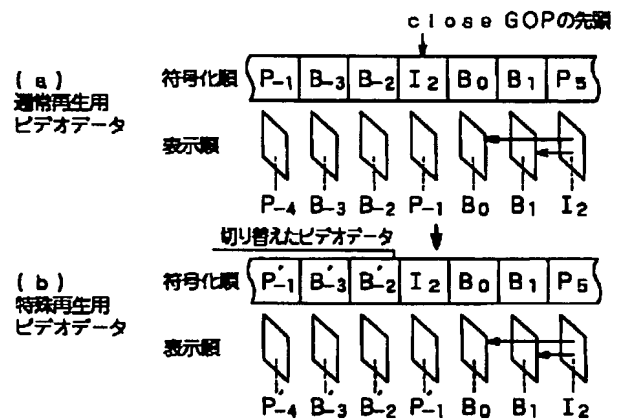 close GOPの先頭
(a)
通常再生用
ビデオデータ
符号化順 P-1 B-3 B-2 I2 B0 B1 P5
表示順
P-4 B-3 B-2 P-1 B0 B1 I2
切り替えたビデオデータ
(b)
特殊再生用
ビデオデータ
符号化順 P'-1 B'-3 B'-2 I2 B0 B1 P5
表示順
P'-4 B'-3 B'-2 P'-1 B0 B1 I2